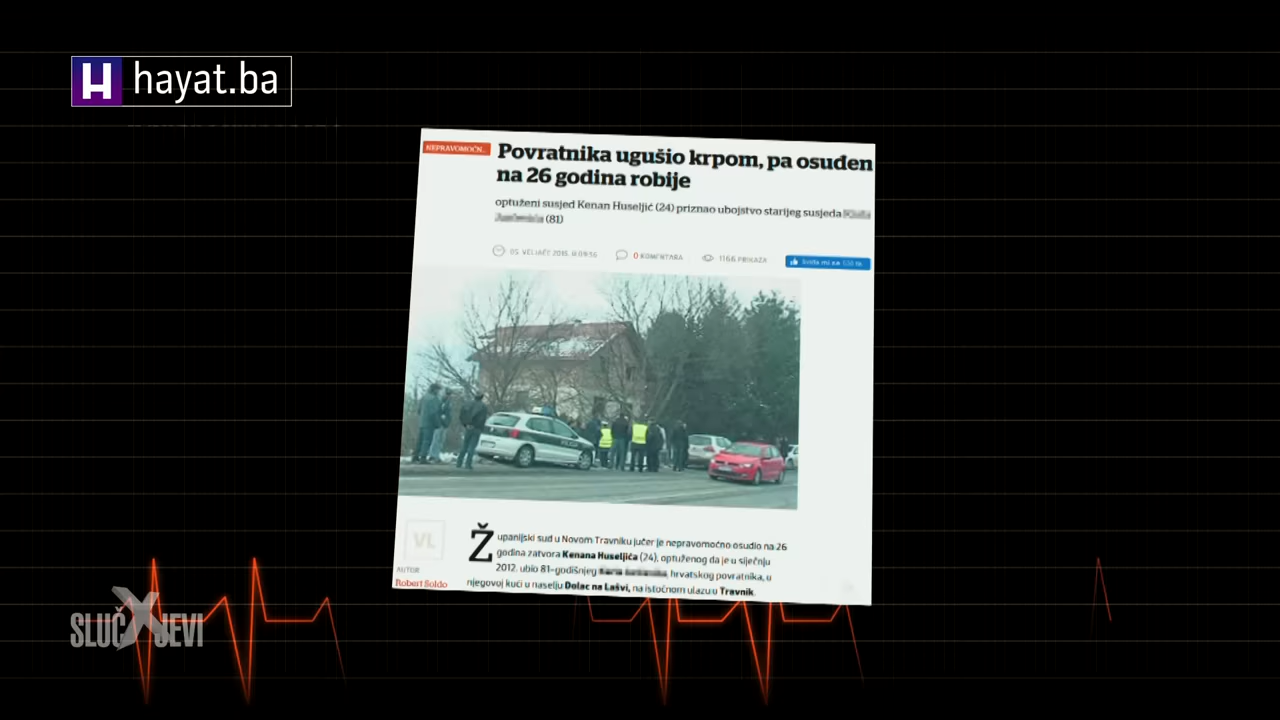 hayat.ba
NEPRAVOMOĆN...
Povratnika ugušio krpom, pa osuđen
na 26 godina robije
optuženi susjed Kenan Huseljić (24) priznao ubojstvo starijeg susjeda
(81)
0 KOMENTARA
1166 PRIKAZA
POLICIJA
VL
AUTOR
Robert Soldo
Županijski sud u Novom Travniku jučer je nepravomoćno osudio na 26
godina zatvora Kenana Huseljića (24), optuženog da je u siječnju
2012. ubio 81-godišnjeg , hrvatskog povratnika, u
njegovoj kući u naselju Dolac na Lašvi, na istočnom ulazu u Travnik.
SLUČXJEVI